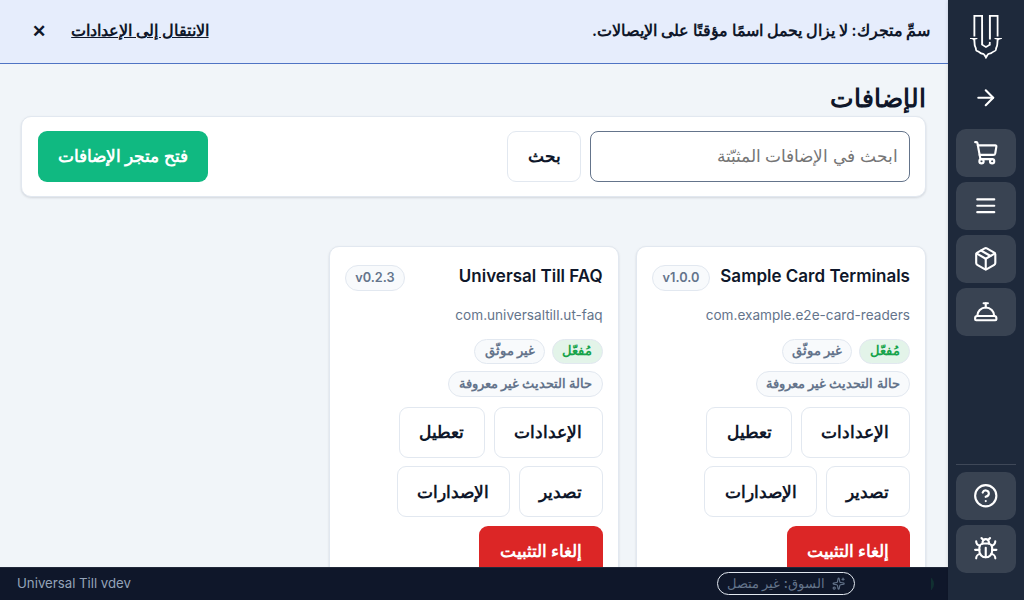 سمِّ متجرك: لا يزال يحمل اسمًا مؤقتًا على الإيصالات.
الانتقال إلى الإعدادات ✕
الإضافات
ابحث في الإضافات المثبّتة
بحث
فتح متجر الإضافات
Sample Card Terminals v1.0.0
com.example.e2e-card-readers
مُفعّل غير موثّق
حالة التحديث غير معروفة
الإعدادات تعطيل
تصدير الإصدارات
إلغاء التثبيت
Universal Till FAQ v0.2.3
com.universaltill.ut-faq
مُفعّل غير موثّق
حالة التحديث غير معروفة
الإعدادات تعطيل
تصدير الإصدارات
إلغاء التثبيت
السوق: غير متصل
Universal Till vdev